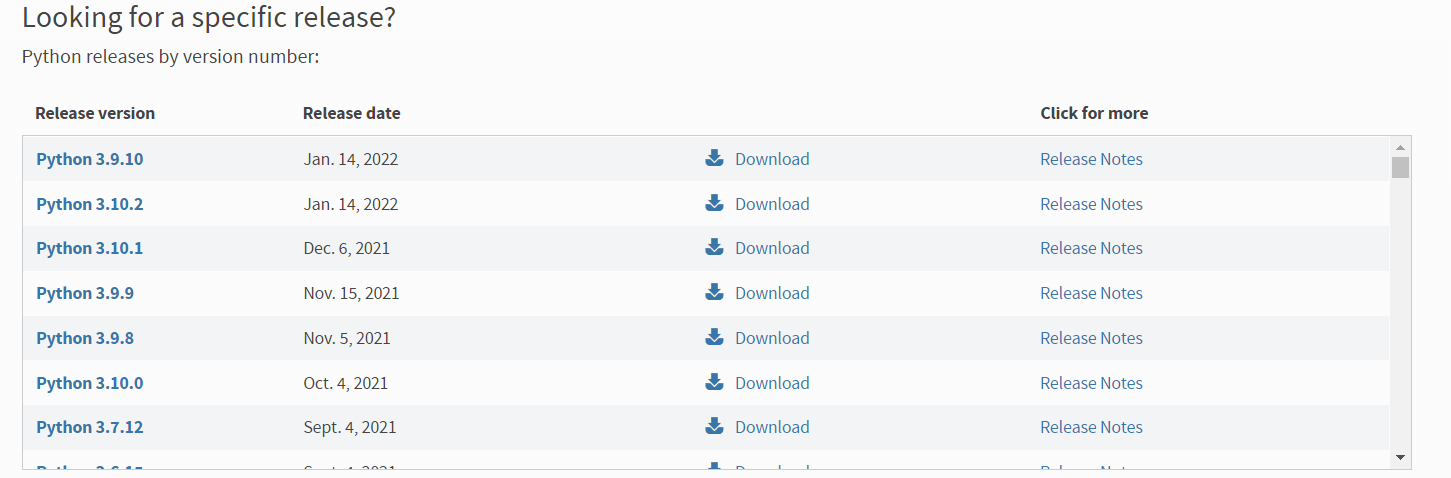 Looking for a specific release?
Python releases by version number:
Release version Release date Click for more
Python 3.9.10 Jan. 14, 2022 Download Release Notes
Python 3.10.2 Jan. 14, 2022 Download Release Notes
Python 3.10.1 Dec. 6, 2021 Download Release Notes
Python 3.9.9 Nov. 15, 2021 Download Release Notes
Python 3.9.8 Nov. 5, 2021 Download Release Notes
Python 3.10.0 Oct. 4, 2021 Download Release Notes
Python 3.7.12 Sept. 4, 2021 Download Release Notes